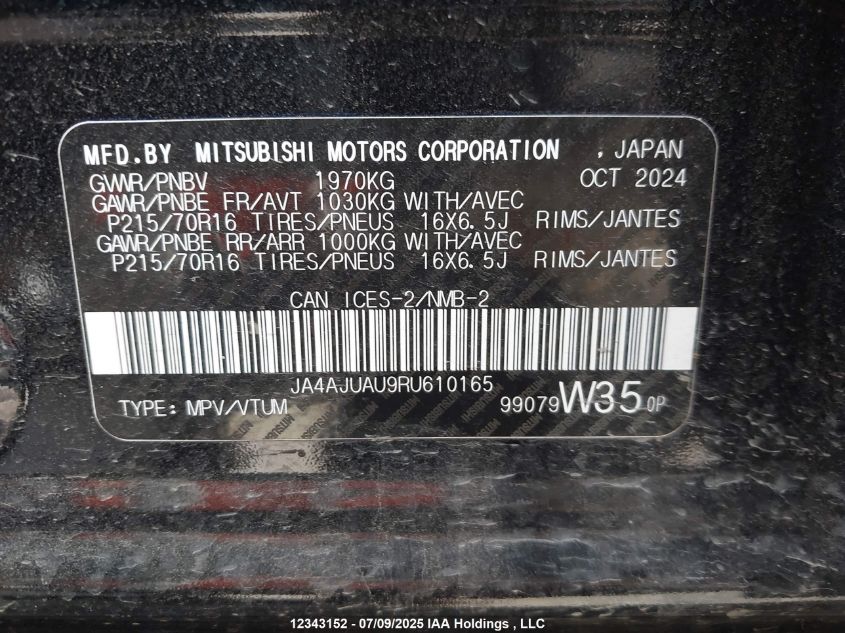 MFD.BY MITSUBISHI MOTORS CORPORATION , JAPAN
GVWR/PNBV 1970KG OCT 2024
GAWR/PNBE FR/AVT 1030KG WITH/AVEC
P215/70R16 TIRES/PNEUS 16X6.5J RIMS/JANTES
GAWR/PNBE RR/ARR 1000KG WITH/AVEC
P215/70R16 TIRES/PNEUS 16X6.5J RIMS/JANTES
CAN ICES-2/NMB-2
JA4AJUAU9RU610165
TYPE: MPV/VTUM 99079W35 0P
12343152 - 07/09/2025 IAA Holdings , LLC